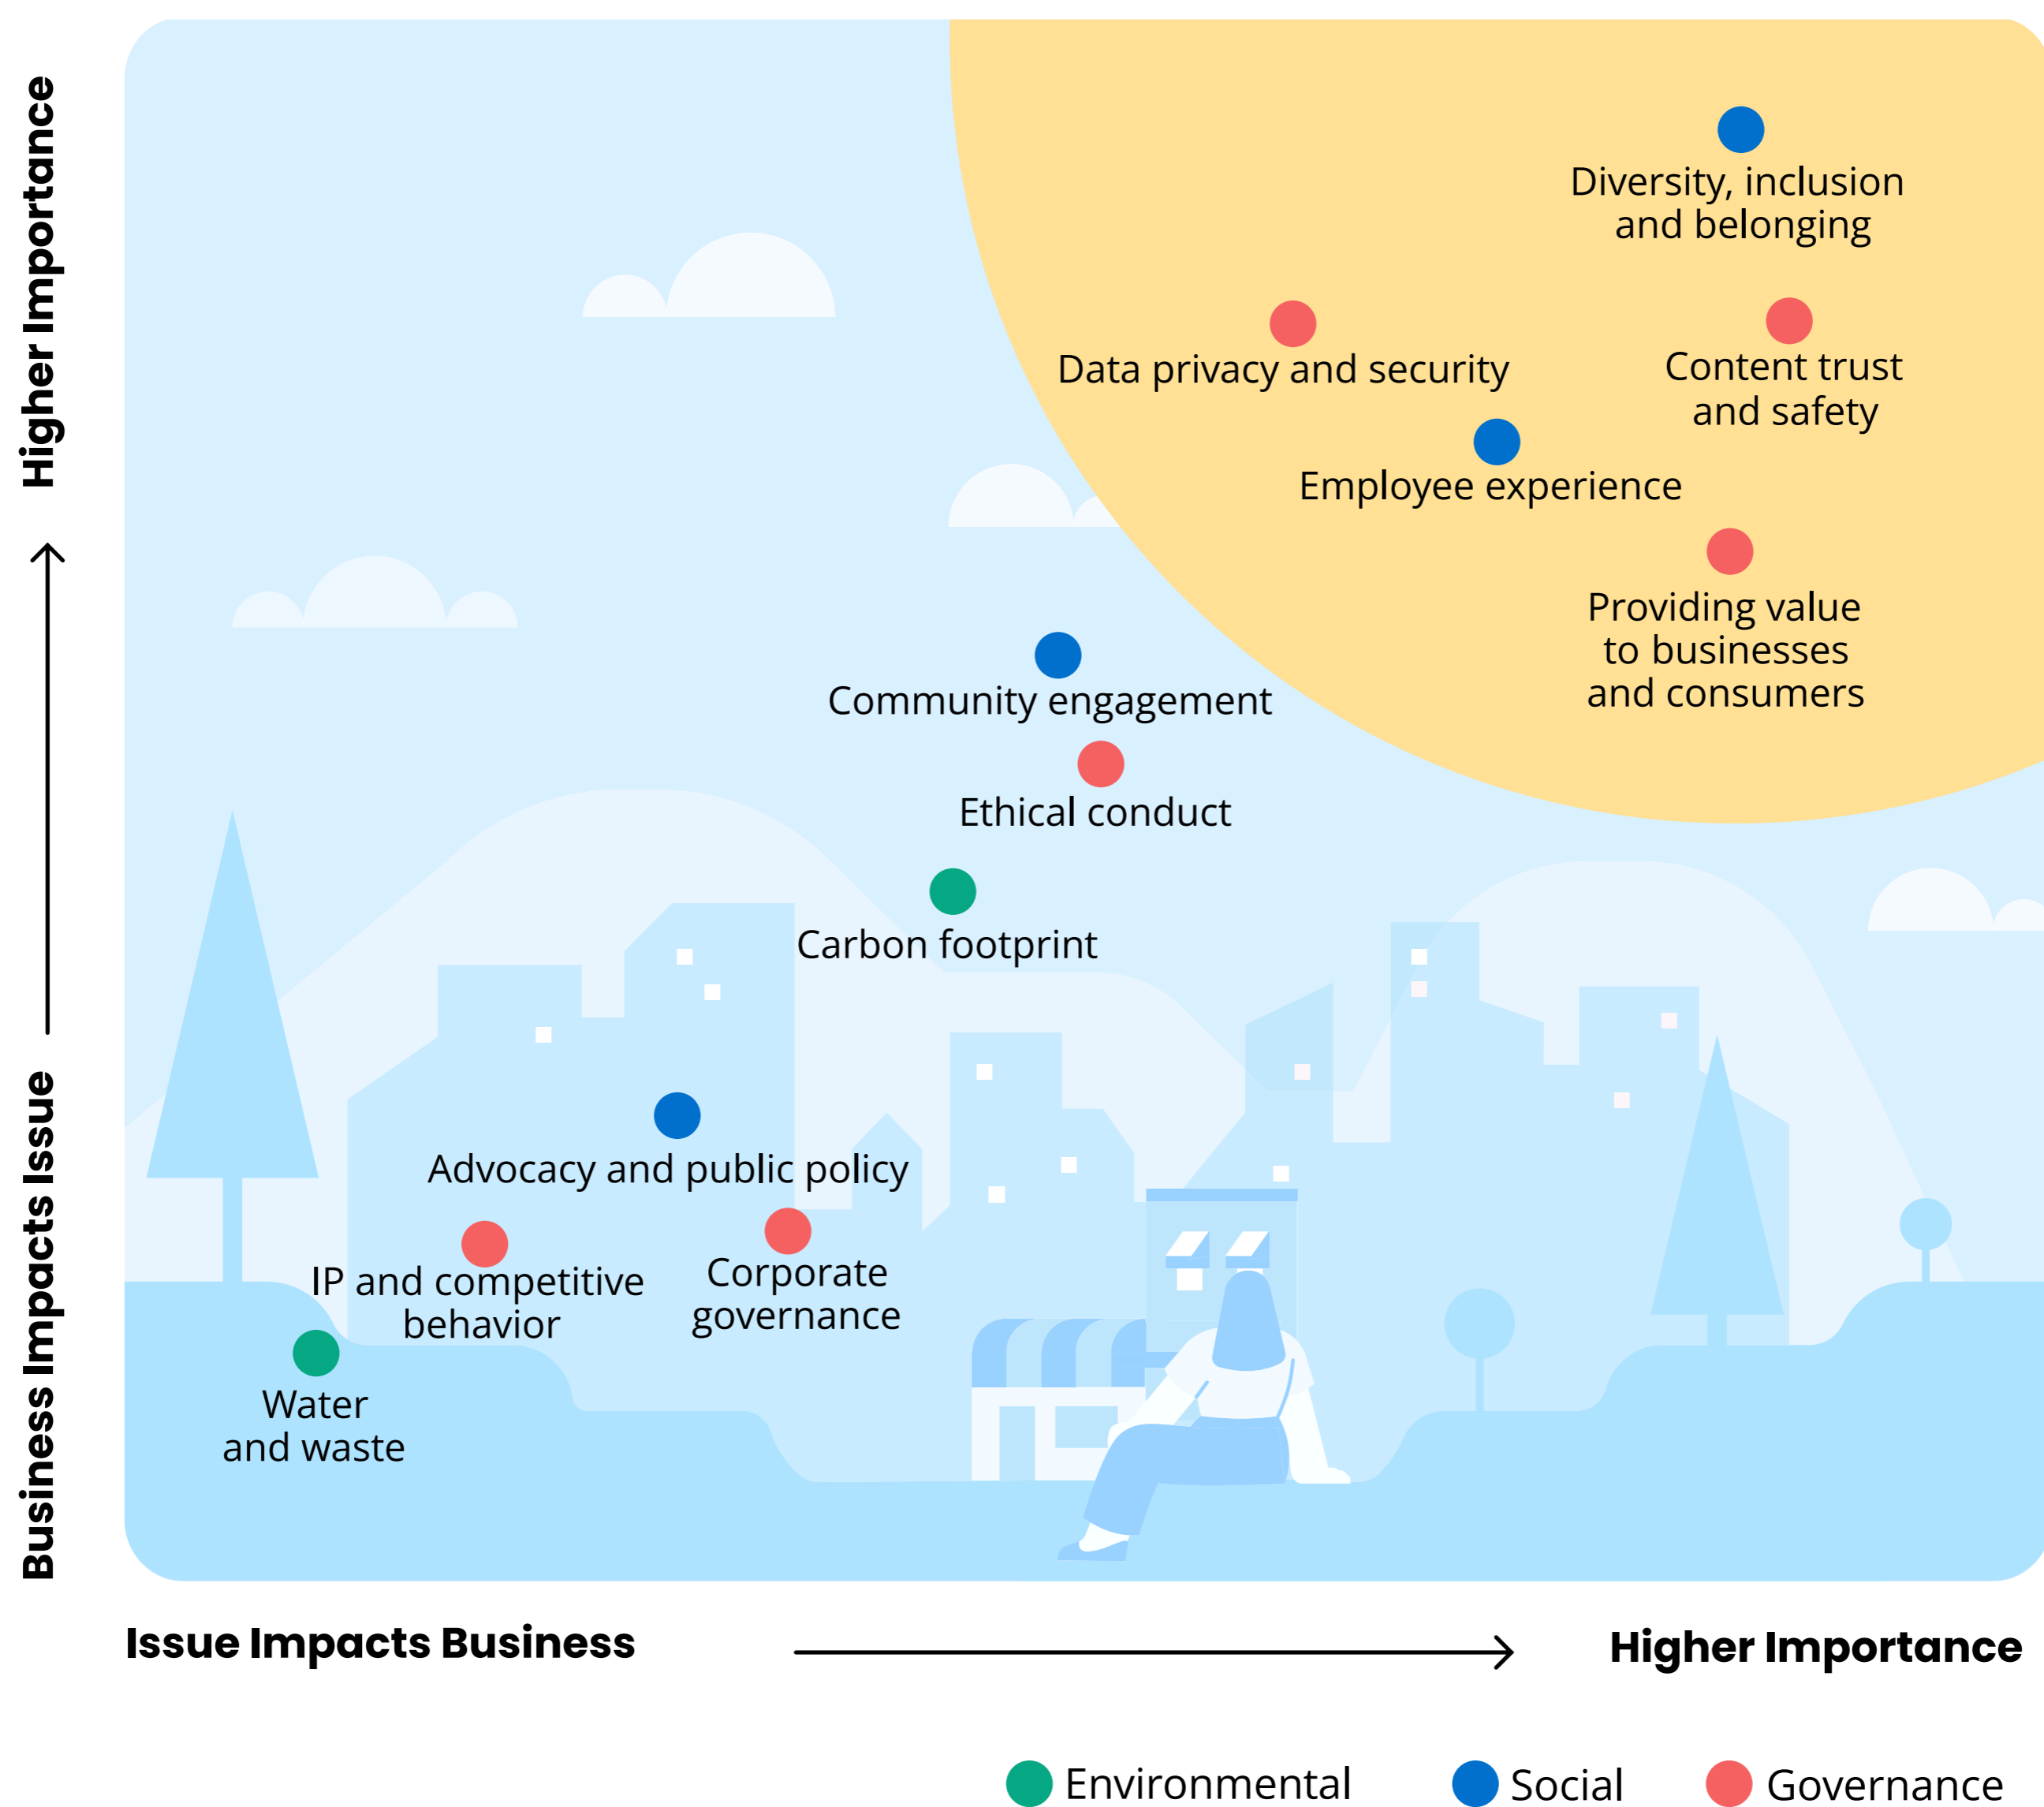 Higher Importance
Business Impacts Issue
Diversity, inclusion
and belonging
Data privacy and security
Content trust
and safety
Employee experience
Providing value
to businesses
and consumers
Community engagement
Ethical conduct
Carbon footprint
Advocacy and public policy
IP and competitive
behavior
Corporate
governance
Water
and waste
Issue Impacts Business
Higher Importance
Environmental
Social
Governance